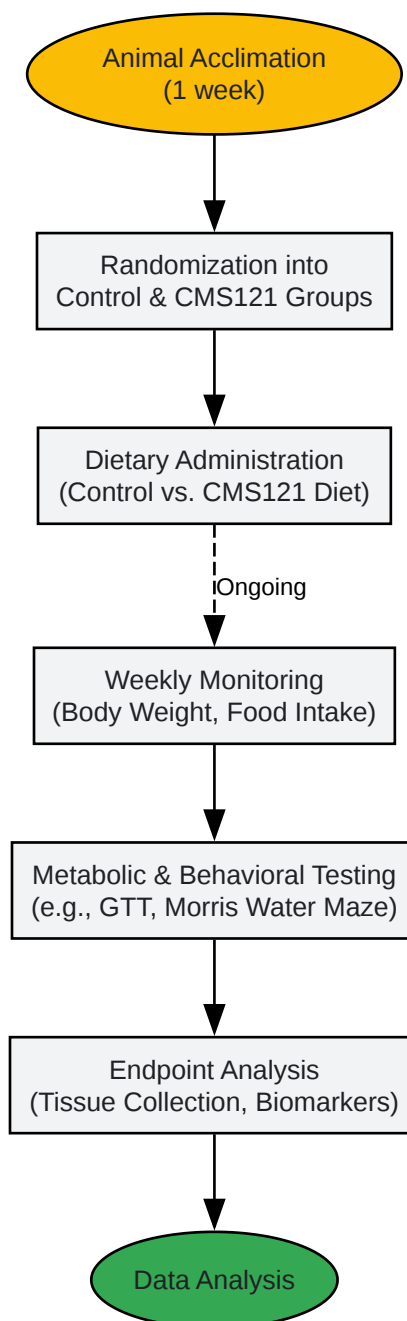 Animal Acclimation
(1 week)
Randomization into
Control & CMS121 Groups
Dietary Administration
(Control vs. CMS121 Diet)
Ongoing
Weekly Monitoring
(Body Weight, Food Intake)
Metabolic & Behavioral Testing
(e.g., GTT, Morris Water Maze)
Endpoint Analysis
(Tissue Collection, Biomarkers)
Data Analysis